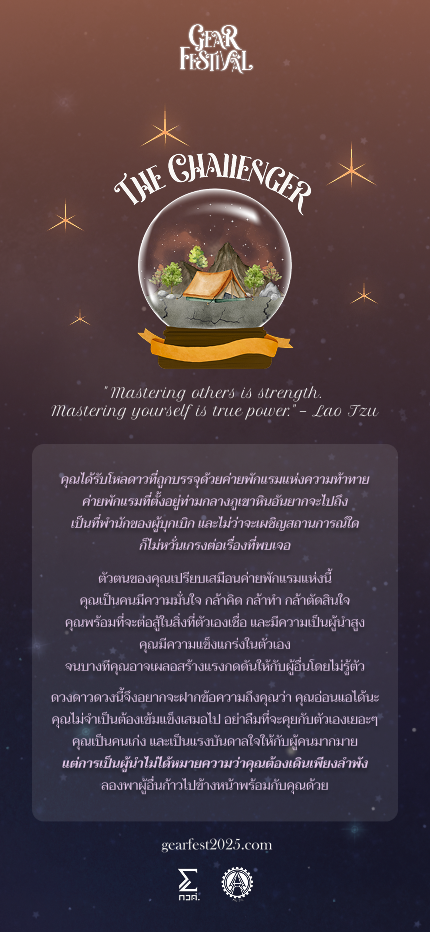 GEAR
FESTIVAL
THE CHALLENGER
"Mastering others is strength.
Mastering yourself is true power." – Lao Tzu
คุณได้รับโหลดาวที่ถูกบรรจุด้วยค่ายพักแรมแห่งความท้าทาย
ค่ายพักแรมที่ตั้งอยู่ท่ามกลางภูเขาหินอันยากจะไปถึง
เป็นที่พำนักของผู้บุกเบิก และไม่ว่าจะเผชิญสถานการณ์ใด
ก็ไม่หวั่นเกรงต่อเรื่องที่พบเจอ
ตัวตนของคุณเปรียบเสมือนค่ายพักแรมแห่งนี้
คุณเป็นคนมีความมั่นใจ กล้าคิด กล้าทำ กล้าตัดสินใจ
คุณพร้อมที่จะต่อสู้ในสิ่งที่ตัวเองเชื่อ และมีความเป็นผู้นำสูง
คุณมีความแข็งแกร่งในตัวเอง
จนบางทีคุณอาจเผลอสร้างแรงกดดันให้กับผู้อื่นโดยไม่รู้ตัว
ดวงดาวดวงนี้จึงอยากจะฝากข้อความถึงคุณว่า คุณอ่อนแอได้นะ
คุณไม่จำเป็นต้องเข้มแข็งเสมอไป อย่าลืมที่จะคุยกับตัวเองเยอะๆ
คุณเป็นคนเก่ง และเป็นแรงบันดาลใจให้กับผู้คนมากมาย
แต่การเป็นผู้นำไม่ได้หมายความว่าคุณต้องเดินเพียงลำพัง
ลองพาผู้อื่นก้าวไปข้างหน้าพร้อมกับคุณด้วย
gearfest2025.com
กวศ.